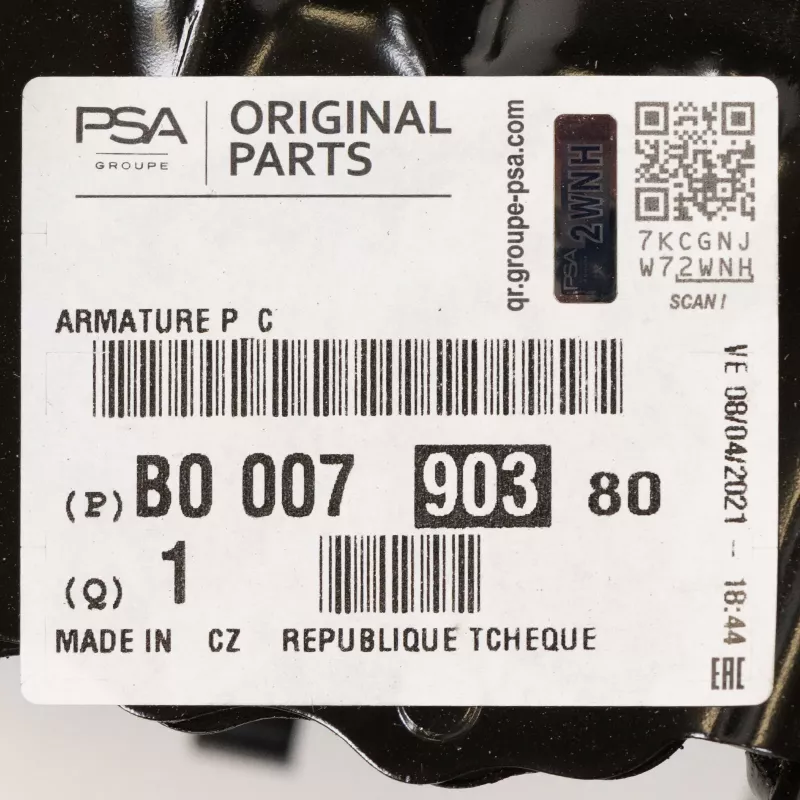 PSA
GROUPE
ORIGINAL
PARTS
qr.groupe-psa.com
PSA
2WNH
7KCGNJ
W72WNH
SCAN!
ARMATURE P_C
(P) B0 007 903 80
(Q) 1
MADE IN CZ REPUBLIQUE TCHEQUE
VE 08/04/2021 -- 18:44
EAC